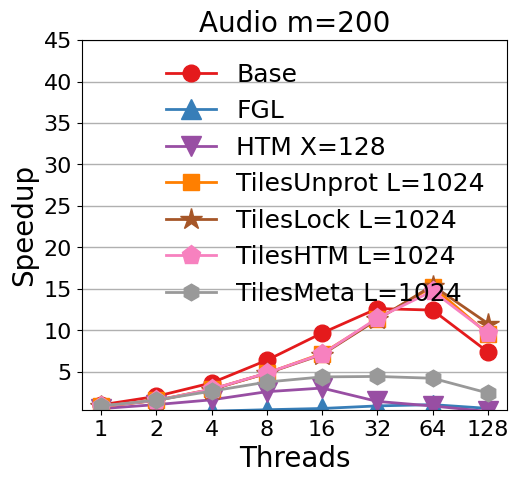 Audio m=200
45
40
35
30
25
20
15
10
5
Speedup
Base
FGL
HTM X=128
TilesUnprot L=1024
TilesLock L=1024
TilesHTM L=1024
TilesMeta L=1024
1 2 4 8 16 32 64 128
Threads